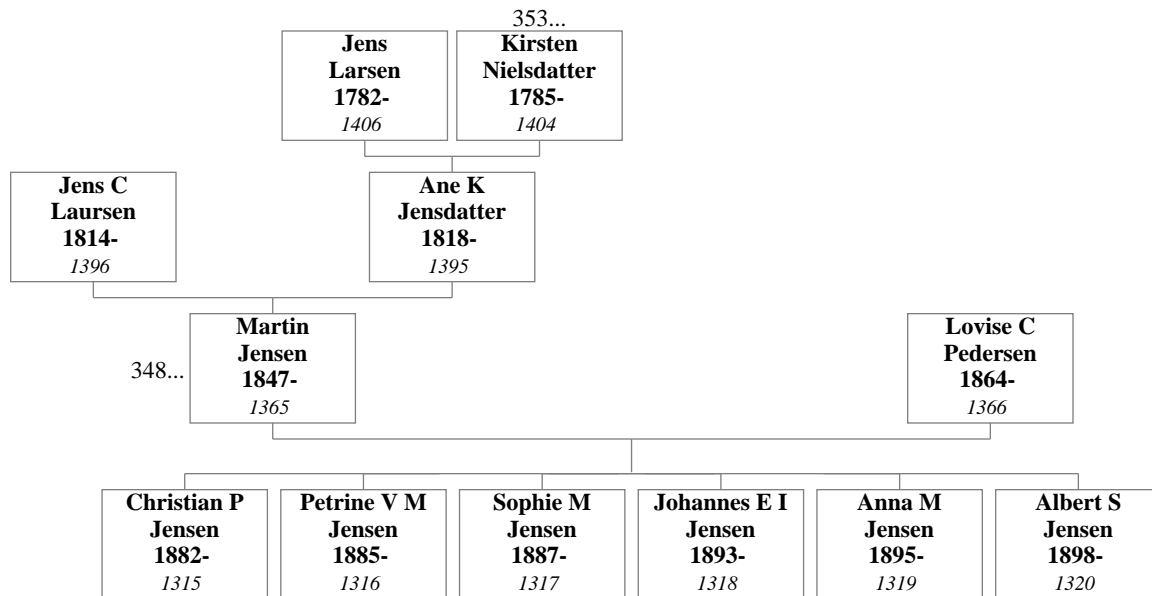 353...
Jens
Larsen
1782-
1406
Kirsten
Nielsdatter
1785-
1404
Jens C
Laursen
1814-
1396
Ane K
Jensdatter
1818-
1395
348...
Martin
Jensen
1847-
1365
Lovise C
Pedersen
1864-
1366
Christian P
Jensen
1882-
1315
Petrine V M
Jensen
1885-
1316
Sophie M
Jensen
1887-
1317
Johannes E I
Jensen
1893-
1318
Anna M
Jensen
1895-
1319
Albert S
Jensen
1898-
1320